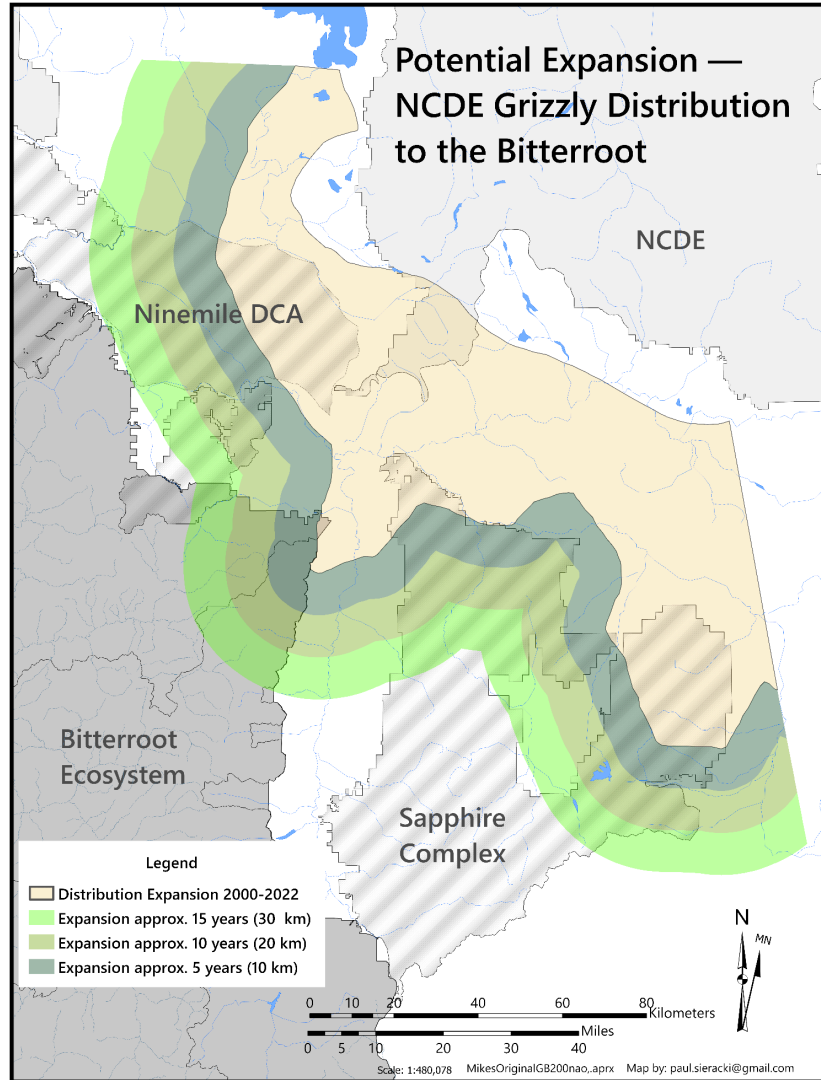 Potential Expansion —
NCDE Grizzly Distribution
to the Bitterroot
NCDE
Ninemile DCA
Bitterroot
Ecosystem
Sapphire
Complex
Legend
Distribution Expansion 2000-2022
Expansion approx. 15 years (30  km)
Expansion approx. 10 years (20 km)
Expansion approx. 5 years (10 km)
N
MN
0 10 20 40 60 80 Kilometers
Miles
0 5 10 20 30 40
Scale: 1:480,078 MikesOriginalGB200nao,.aprx Map by: paul.sieracki@gmail.com